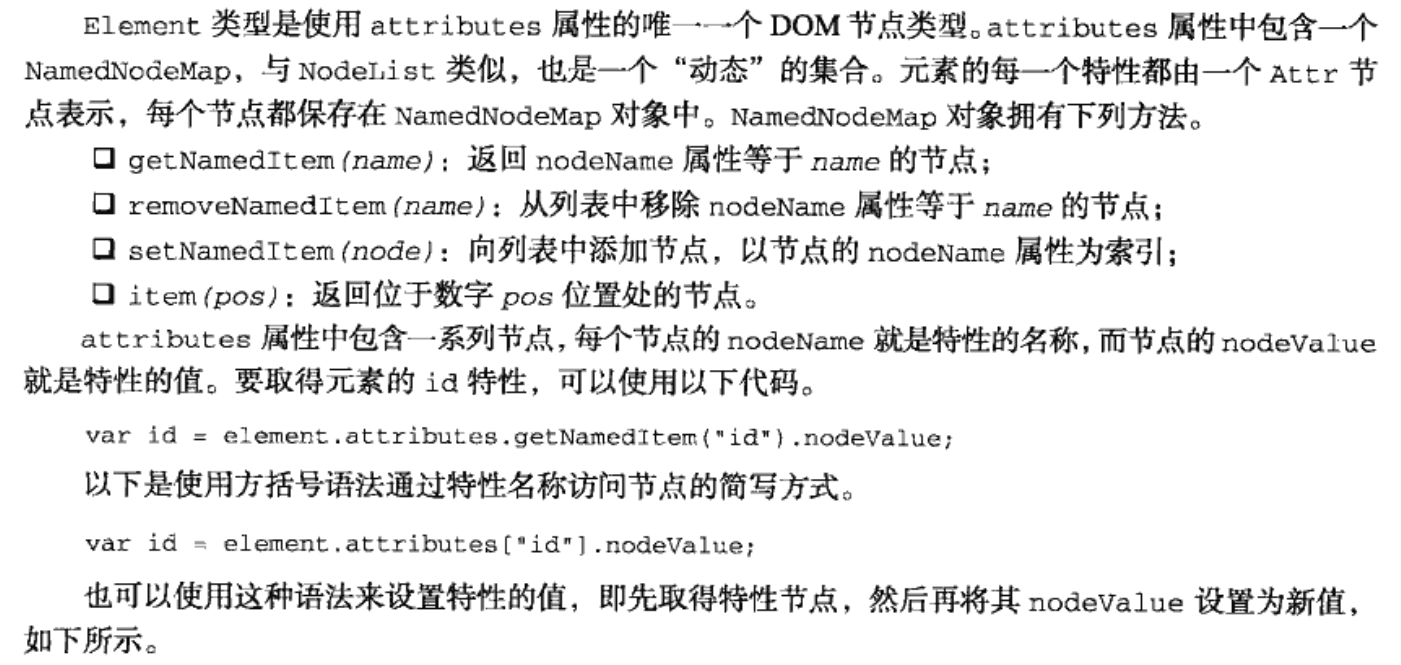 Element 类型是使用 attributes 属性的唯一一个 DOM 节点类型。attributes 属性中包含一个
NamedNodeMap，与 NodeList 类似，也是一个“动态”的集合。元素的每一个特性都由一个 Attr 节
点表示，每个节点都保存在 NamedNodeMap 对象中。NamedNodeMap 对象拥有下列方法。
❑ getNamedItem(name)：返回 nodeName 属性等于 name 的节点；
❑ removeNamedItem(name)：从列表中移除 nodeName 属性等于 name 的节点；
❑ setNamedItem(node)：向列表中添加节点，以节点的 nodeName 属性为索引；
❑ item(pos)：返回位于数字 pos 位置处的节点。
attributes 属性中包含一系列节点，每个节点的 nodeName 就是特性的名称，而节点的 nodeValue
就是特性的值。要取得元素的 id 特性，可以使用以下代码。
var id = element.attributes.getNamedItem("id").nodeValue;
以下是使用方括号语法通过特性名称访问节点的简写方式。
var id = element.attributes["id"].nodeValue;
也可以使用这种语法来设置特性的值，即先取得特性节点，然后再将其 nodeValue 设置为新值，
如下所示。